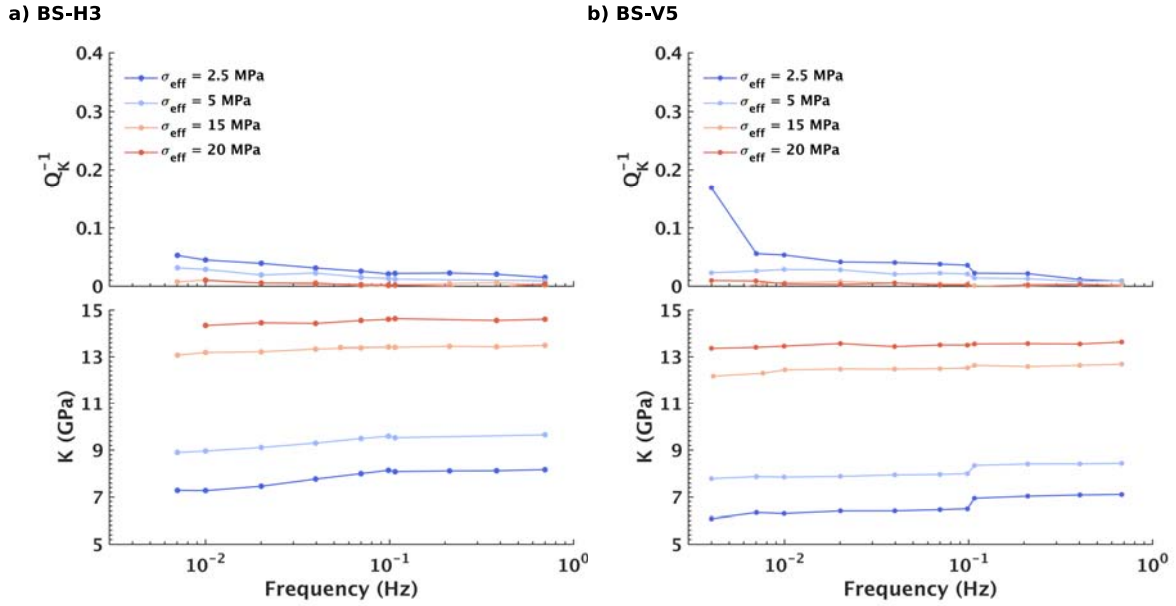 a) BS-H3
0.4
0.3
0.2
0.1
0
Q_K^-1
σ_eff = 2.5 MPa
σ_eff = 5 MPa
σ_eff = 15 MPa
σ_eff = 20 MPa
15
13
11
9
7
5
K (GPa)
10^-2
10^-1
10^0
Frequency (Hz)
b) BS-V5
0.4
0.3
0.2
0.1
0
Q_K^-1
σ_eff = 2.5 MPa
σ_eff = 5 MPa
σ_eff = 15 MPa
σ_eff = 20 MPa
15
13
11
9
7
5
K (GPa)
10^-2
10^-1
10^0
Frequency (Hz)